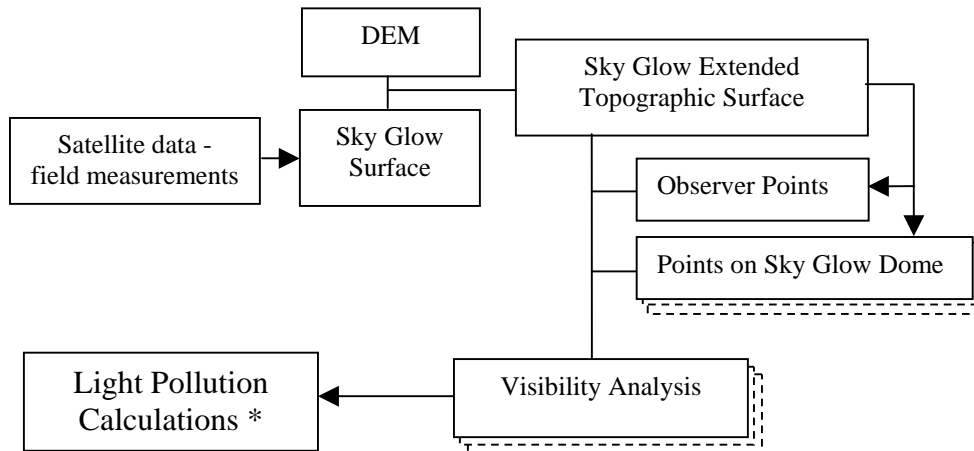 DEM
Sky Glow Extended
Topographic Surface
Satellite data -
field measurements
Sky Glow
Surface
Observer Points
Points on Sky Glow Dome
Light Pollution
Calculations *
Visibility Analysis